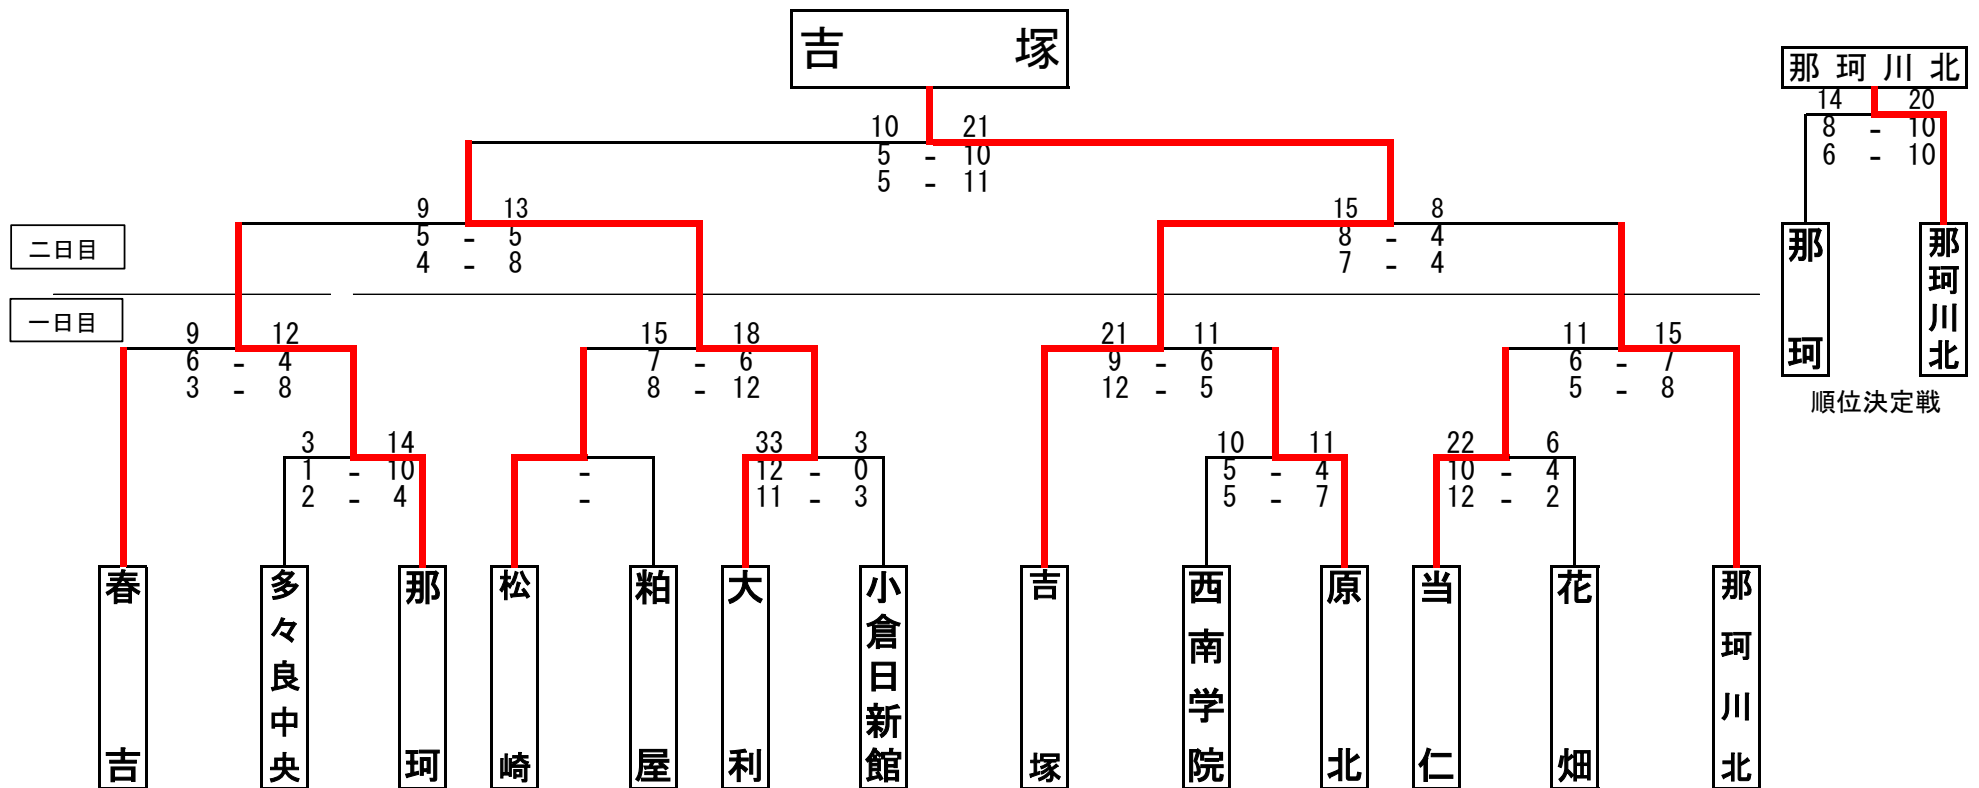 吉 塚
那 珂 川 北
14 20
8 - 10
6 - 10
10 21
5 - 10
5 - 11
9 13
5 - 5
4 - 8
15 8
8 - 4
7 - 4
二日目
一日目
那珂
那珂川北
順位決定戦
9 12
6 - 4
3 - 8
15 18
7 - 6
8 - 12
21 11
9 - 6
12 - 5
11 15
6 - 7
5 - 8
3 14
1 - 10
2 - 4
-
-
33 3
12 - 0
11 - 3
10 11
5 - 4
5 - 7
22 6
10 - 4
12 - 2
春吉
多々良中央
那珂
松崎
粕屋
大利
小倉日新館
吉塚
西南学院
原北
当仁
花畑
那珂川北